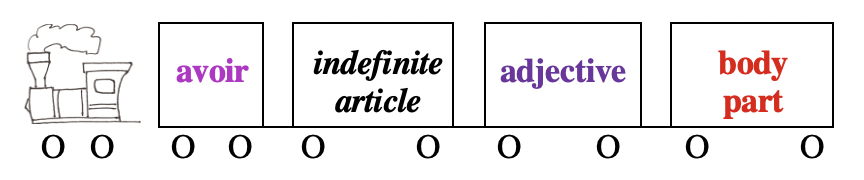 avoir
indefinite
article
adjective
body
part
O O O O O O O O O O